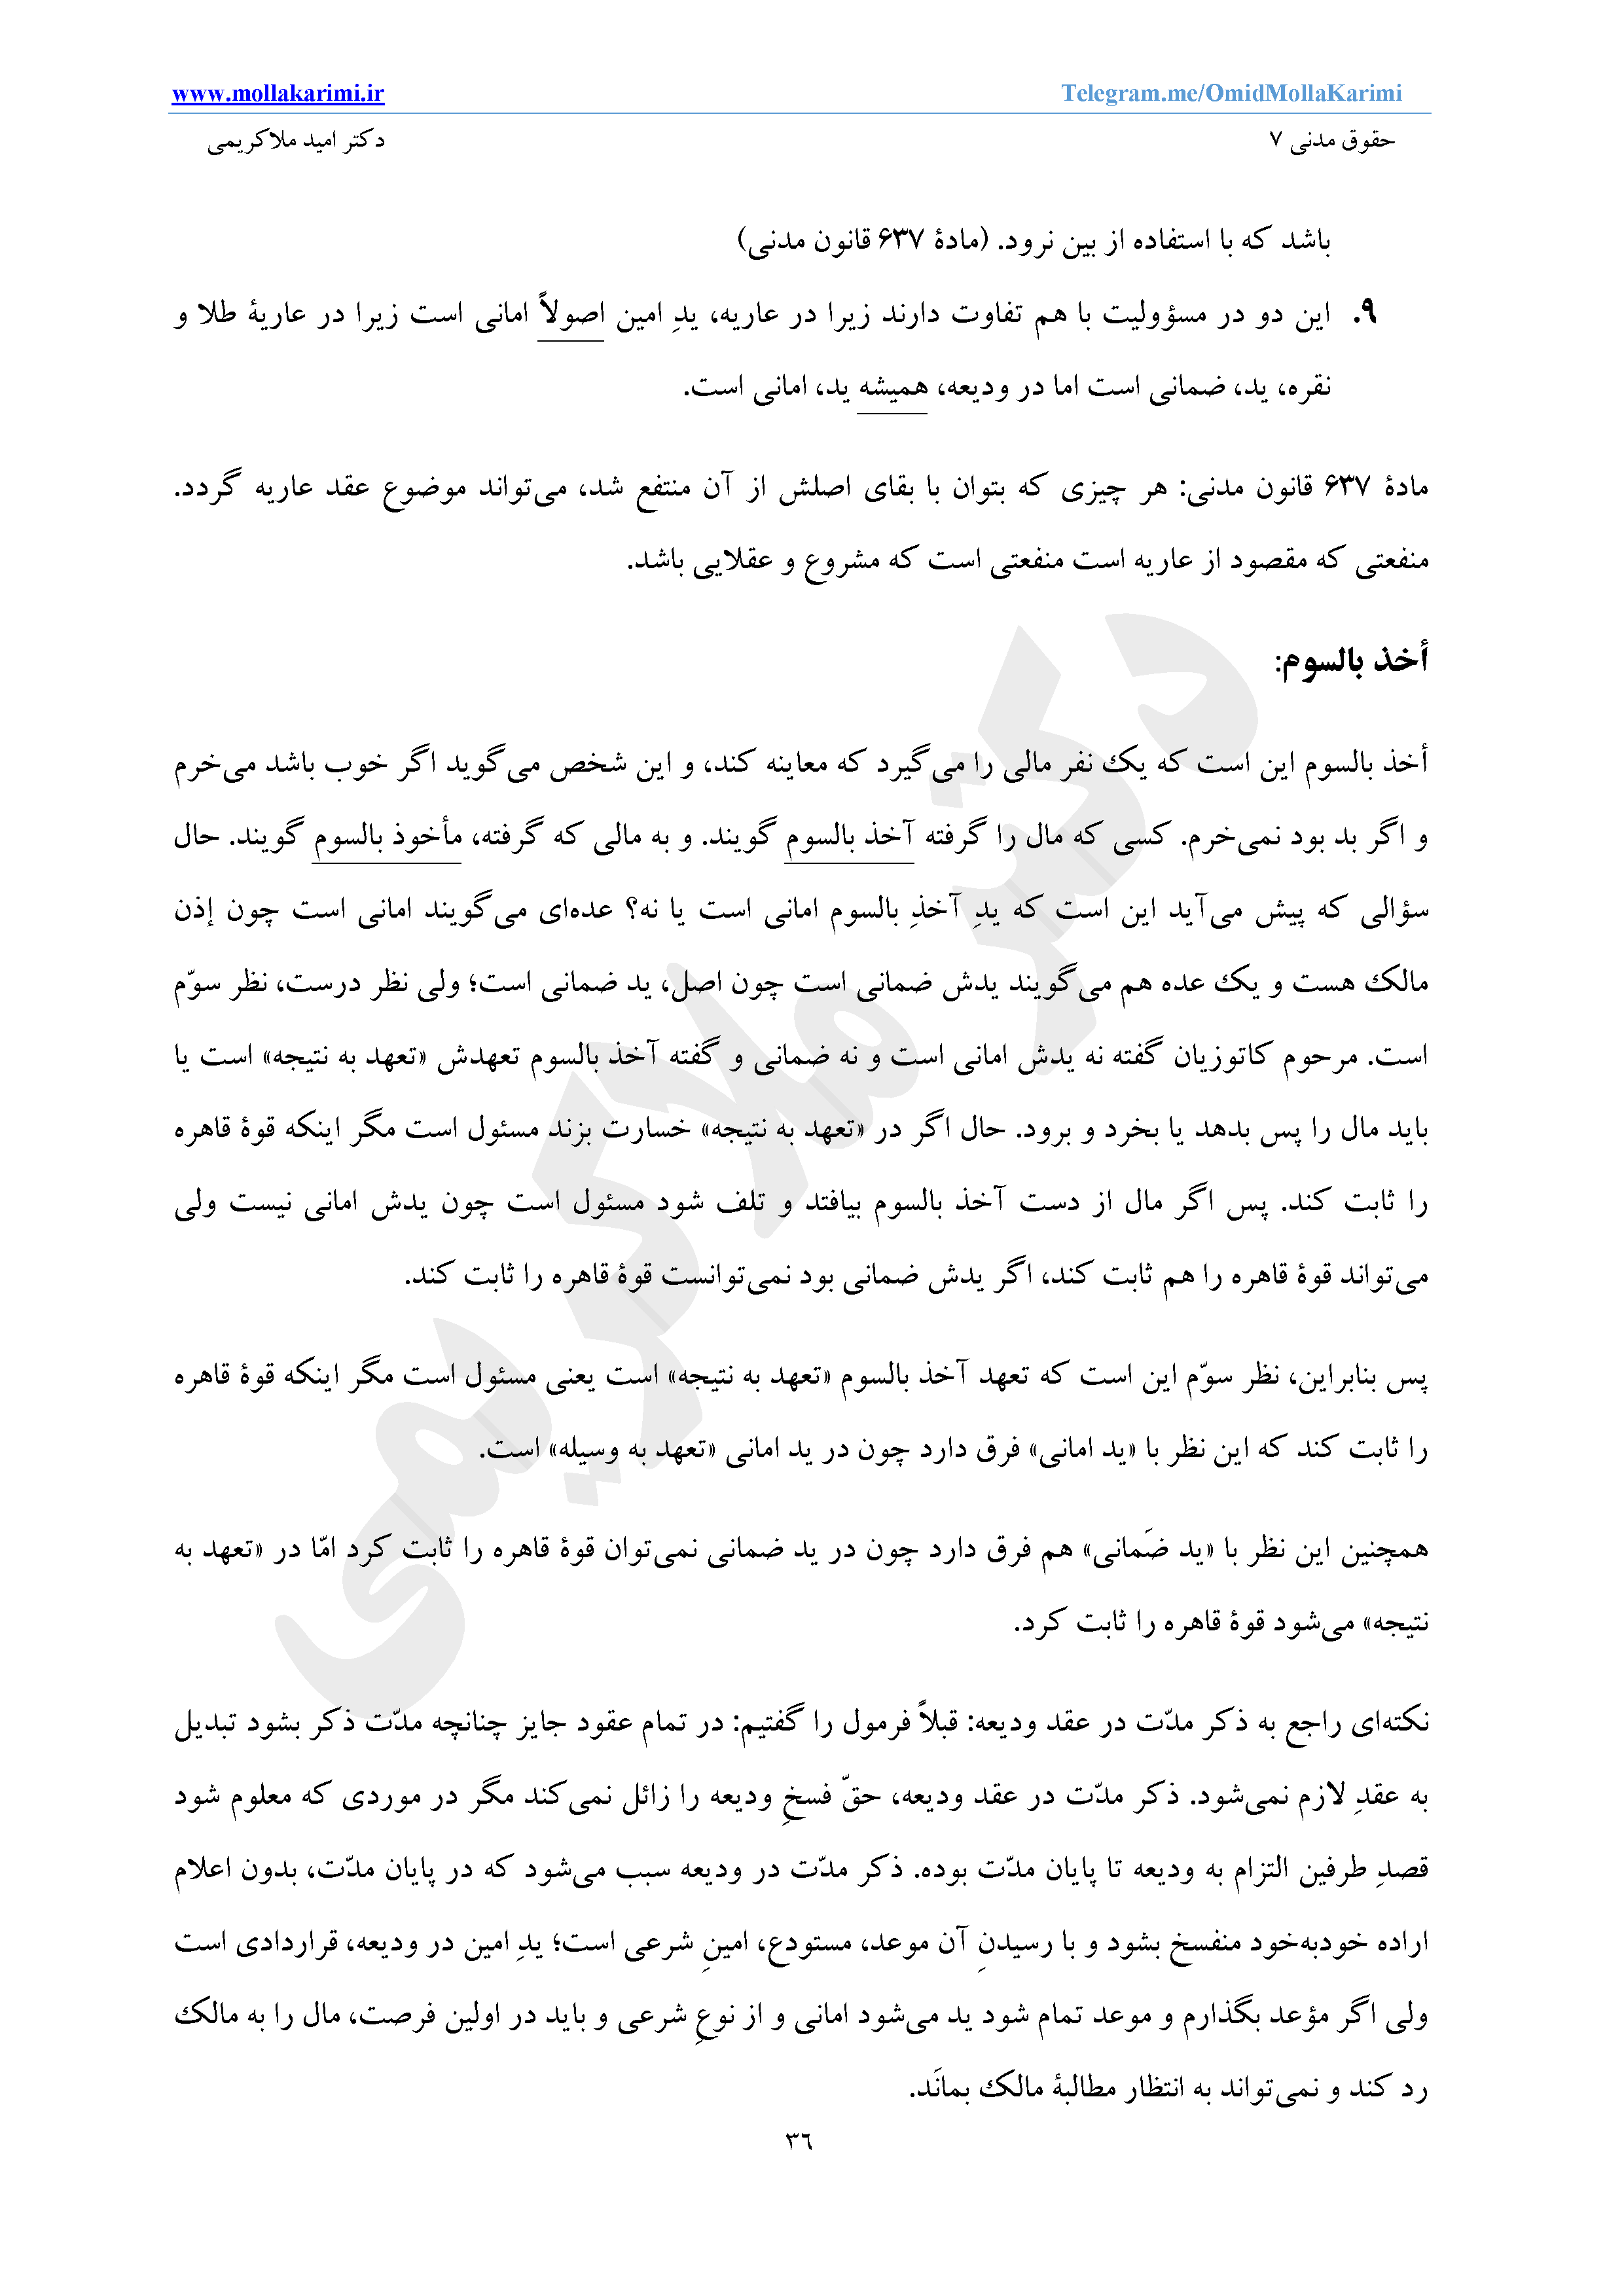 www.mollakarimi.ir Telegram.me/OmidMollaKarimi
حقوق مدنی ۷ دکتر امید ملاکریمی
باشد که با استفاده از بین نرود. (مادۀ ۶۳۷ قانون مدنی)
۹. این دو در مسؤولیت با هم تفاوت دارند زیرا در عاریه، یدِ امین اصولاً امانی است زیرا در عاریۀ طلا و
نقره، ید، ضمانی است اما در ودیعه، همیشه ید، امانی است.
مادۀ ۶۳۷ قانون مدنی: هر چیزی که بتوان با بقای اصلش از آن منتفع شد، می‌تواند موضوع عقد عاریه گردد.
منفعتی که مقصود از عاریه است منفعتی است که مشروع و عقلایی باشد.
أخذ بالسوم:
أخذ بالسوم این است که یک نفر مالی را می‌گیرد که معاینه کند، و این شخص می‌گوید اگر خوب باشد می‌خرم
و اگر بد بود نمی‌خرم. کسی که مال را گرفته آخذ بالسوم گویند. و به مالی که گرفته، مأخوذ بالسوم گویند. حال
سؤالی که پیش می‌آید این است که یدِ آخذِ بالسوم امانی است یا نه؟ عده‌ای می‌گویند امانی است چون إذن
مالک هست و یک عده هم می‌گویند یدش ضمانی است چون اصل، ید ضمانی است؛ ولی نظر درست، نظر سوّم
است. مرحوم کاتوزیان گفته نه یدش امانی است و نه ضمانی و گفته آخذ بالسوم تعهدش «تعهد به نتیجه» است یا
باید مال را پس بدهد یا بخرد و برود. حال اگر در «تعهد به نتیجه» خسارت بزند مسئول است مگر اینکه قوۀ قاهره
را ثابت کند. پس اگر مال از دست آخذ بالسوم بیافتد و تلف شود مسئول است چون یدش امانی نیست ولی
می‌تواند قوۀ قاهره را هم ثابت کند، اگر یدش ضمانی بود نمی‌توانست قوۀ قاهره را ثابت کند.
پس بنابراین، نظر سوّم این است که تعهد آخذ بالسوم «تعهد به نتیجه» است یعنی مسئول است مگر اینکه قوۀ قاهره
را ثابت کند که این نظر با «ید امانی» فرق دارد چون در ید امانی «تعهد به وسیله» است.
همچنین این نظر با «ید ضَمانی» هم فرق دارد چون در ید ضمانی نمی‌توان قوۀ قاهره را ثابت کرد امّا در «تعهد به
نتیجه» می‌شود قوۀ قاهره را ثابت کرد.
نکته‌ای راجع به ذکر مدّت در عقد ودیعه: قبلاً فرمول را گفتیم: در تمام عقود جایز چنانچه مدّت ذکر بشود تبدیل
به عقدِ لازم نمی‌شود. ذکر مدّت در عقد ودیعه، حقّ فسخِ ودیعه را زائل نمی‌کند مگر در موردی که معلوم شود
قصدِ طرفین التزام به ودیعه تا پایان مدّت بوده. ذکر مدّت در ودیعه سبب می‌شود که در پایان مدّت، بدون اعلام
اراده خودبه‌خود منفسخ بشود و با رسیدنِ آن موعد، مستودع، امینِ شرعی است؛ یدِ امین در ودیعه، قراردادی است
ولی اگر مؤعد بگذارم و موعد تمام شود ید می‌شود امانی و از نوعِ شرعی و باید در اولین فرصت، مال را به مالک
رد کند و نمی‌تواند به انتظار مطالبۀ مالک بمانَد.
٣٦
دکتر ملاکریمی